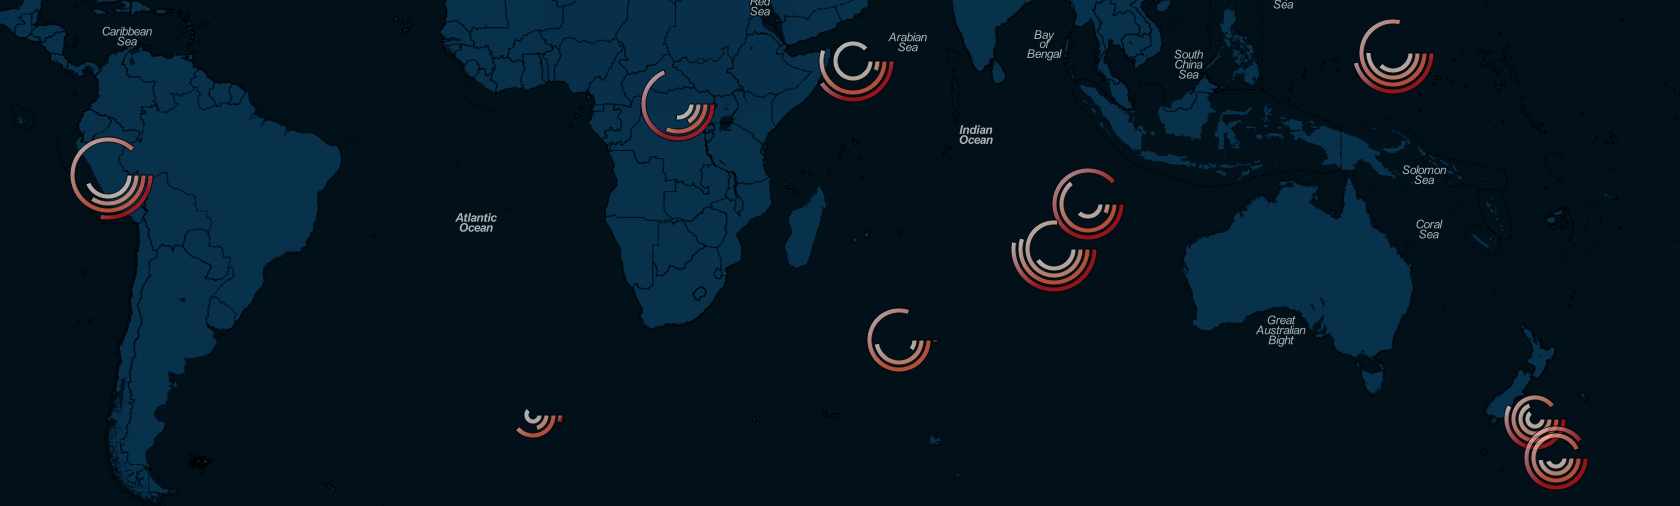 Red
Sea
Sea
Caribbean
Sea
Arabian
Sea
Bay
of
Bengal
South
China
Sea
Indian
Ocean
Solomon
Sea
Atlantic
Ocean
Coral
Sea
Great
Australian
Bight